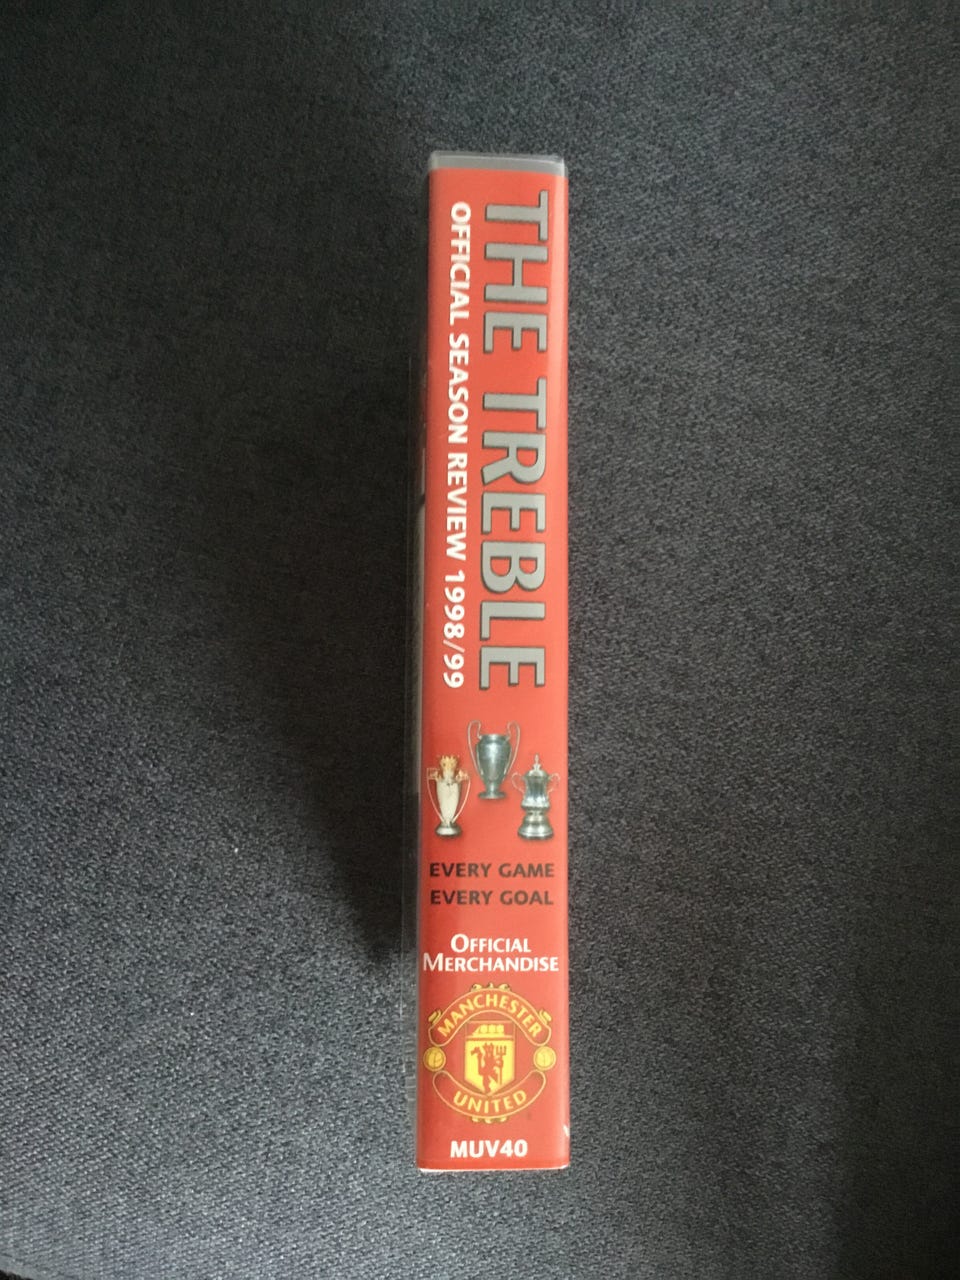 THE TREBLE
OFFICIAL SEASON REVIEW 1998/99
EVERY GAME
EVERY GOAL
OFFICIAL
MERCHANDISE
MANCHESTER
UNITED
MUV40